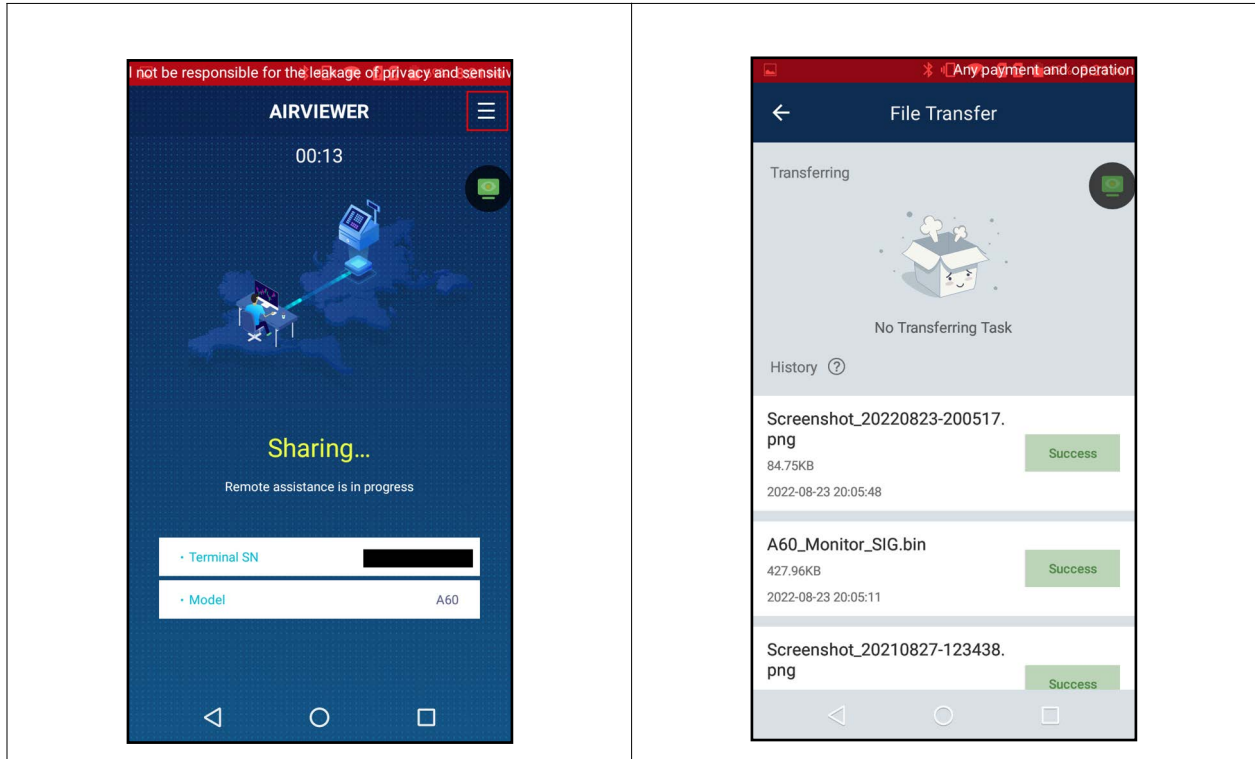 not be responsible for the leakage of privacy and sensitiv
AIRVIEWER
00:13
Sharing...
Remote assistance is in progress
• Terminal SN
• Model A60
Any payment and operation
File Transfer
Transferring
No Transferring Task
History ?
Screenshot_20220823-200517.
png
84.75KB
2022-08-23 20:05:48
Success
A60_Monitor_SIG.bin
427.96KB
2022-08-23 20:05:11
Success
Screenshot_20210827-123438.
png
Success